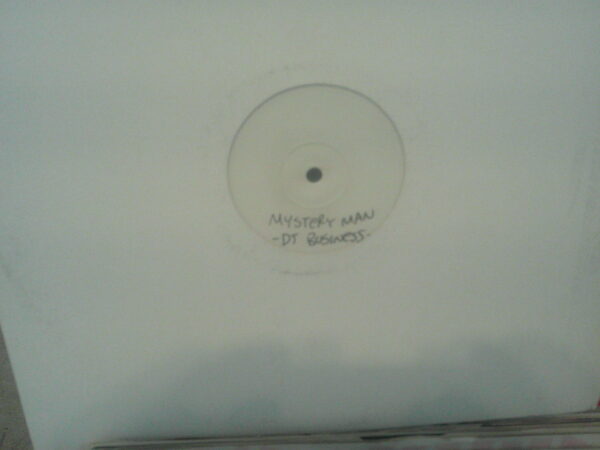 MYSTERY MAN
-DJ BUSINESS-